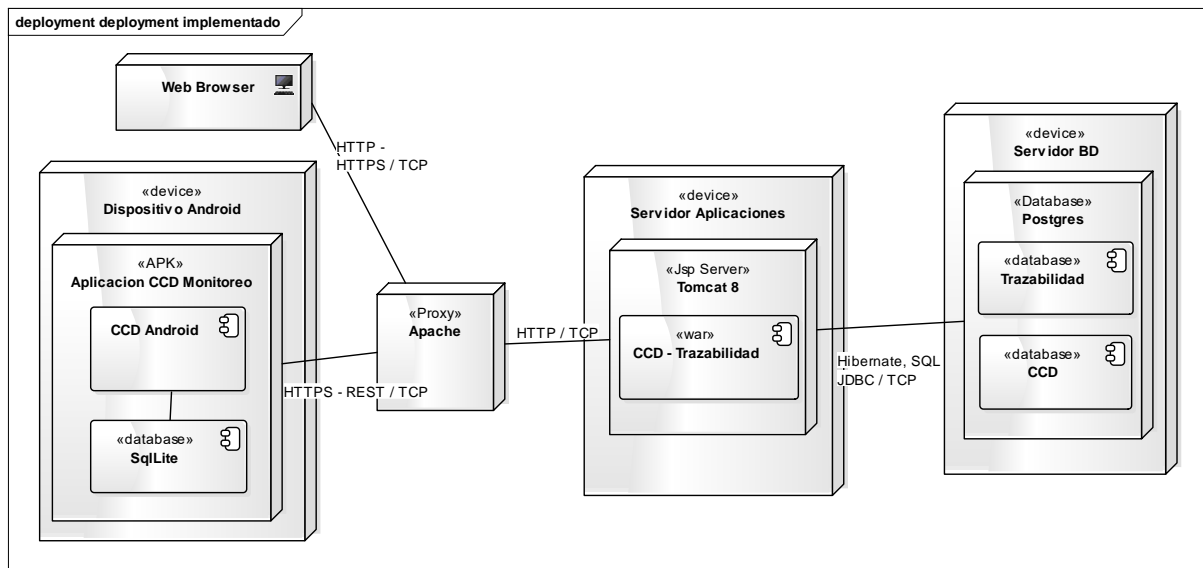 deployment deployment implementado
Web Browser
HTTP -
HTTPS / TCP
«device»
Dispositivo Android
«APK»
Aplicacion CCD Monitoreo
CCD Android
«database»
SqlLite
HTTPS - REST / TCP
«Proxy»
Apache
HTTP / TCP
«device»
Servidor Aplicaciones
«Jsp Server»
Tomcat 8
«war»
CCD - Trazabilidad
Hibernate, SQL
JDBC / TCP
«device»
Servidor BD
«Database»
Postgres
«database»
Trazabilidad
«database»
CCD